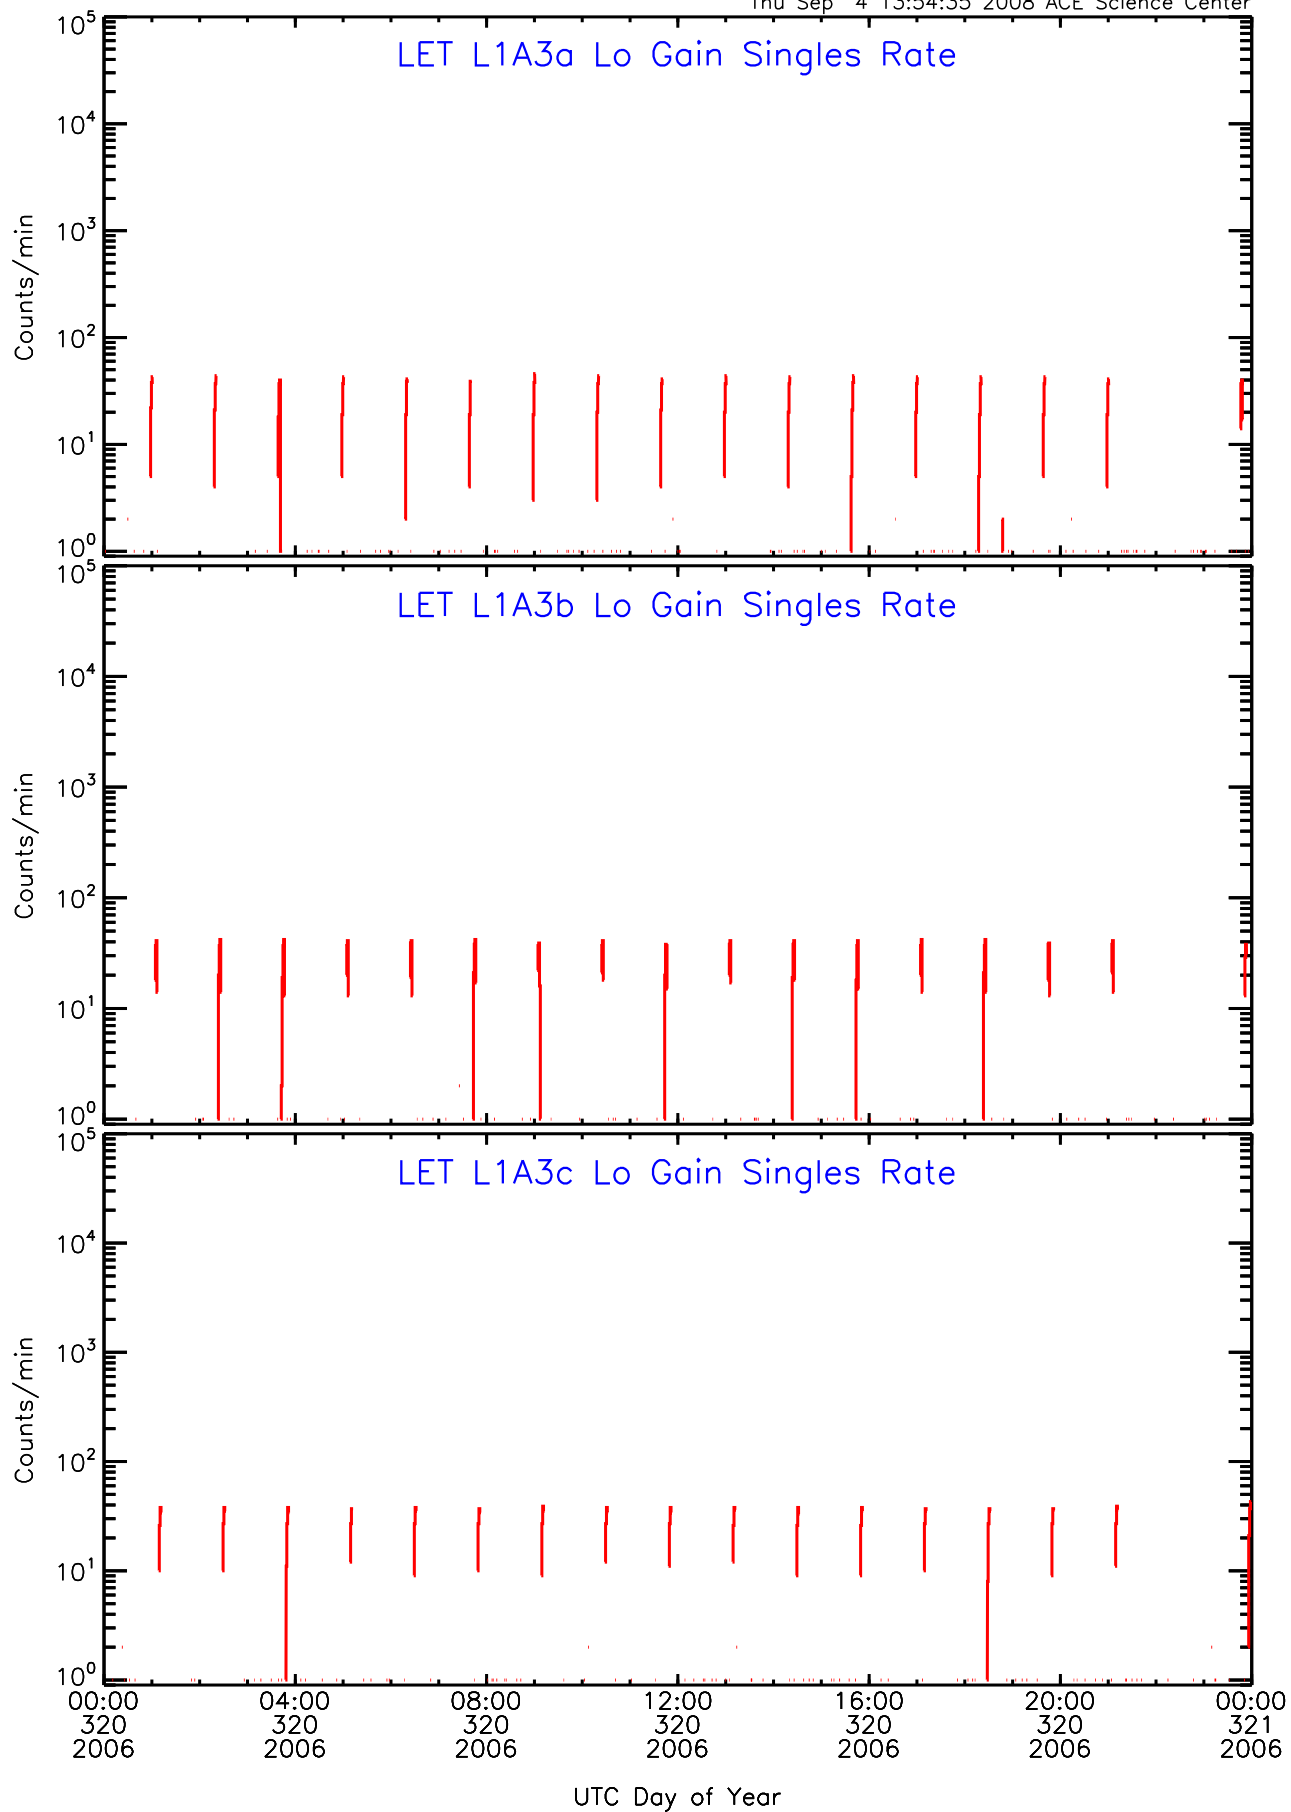 Thu Sep 4 13:54:35 2008 ACE Science Center
LET L1A3a Lo Gain Singles Rate
Counts/min
10^5
10^4
10^3
10^2
10^1
10^0
LET L1A3b Lo Gain Singles Rate
Counts/min
10^5
10^4
10^3
10^2
10^1
10^0
LET L1A3c Lo Gain Singles Rate
Counts/min
10^5
10^4
10^3
10^2
10^1
10^0
00:00 04:00 08:00 12:00 16:00 20:00 00:00
320 320 320 320 320 320 321
2006 2006 2006 2006 2006 2006 2006
UTC Day of Year